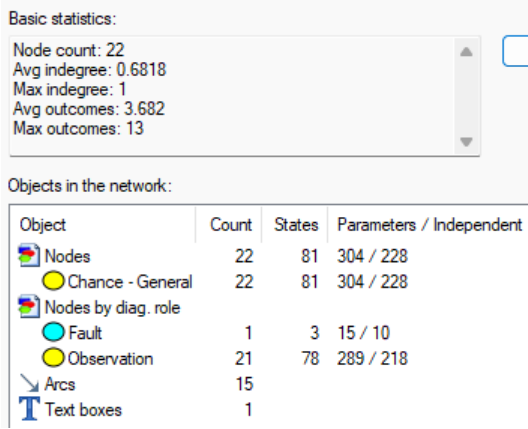 Basic statistics:
Node count: 22
Avg indegree: 0.6818
Max indegree: 1
Avg outcomes: 3.682
Max outcomes: 13
Objects in the network:
Object Count States Parameters / Independent
Nodes 22 81 304 / 228
Chance - General 22 81 304 / 228
Nodes by diag. role
Fault 1 3 15 / 10
Observation 21 78 289 / 218
Arcs 15
Text boxes 1